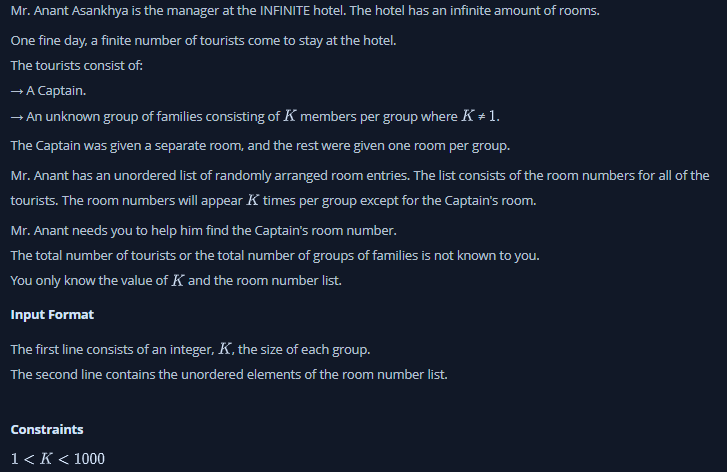 Mr. Anant Asankhya is the manager at the INFINITE hotel. The hotel has an infinite amount of rooms.
One fine day, a finite number of tourists come to stay at the hotel.
The tourists consist of:
→ A Captain.
→ An unknown group of families consisting of K members per group where K ≠ 1.
The Captain was given a separate room, and the rest were given one room per group.
Mr. Anant has an unordered list of randomly arranged room entries. The list consists of the room numbers for all of the
tourists. The room numbers will appear K times per group except for the Captain's room.
Mr. Anant needs you to help him find the Captain's room number.
The total number of tourists or the total number of groups of families is not known to you.
You only know the value of K and the room number list.
Input Format
The first line consists of an integer, K, the size of each group.
The second line contains the unordered elements of the room number list.
Constraints
1 < K < 1000